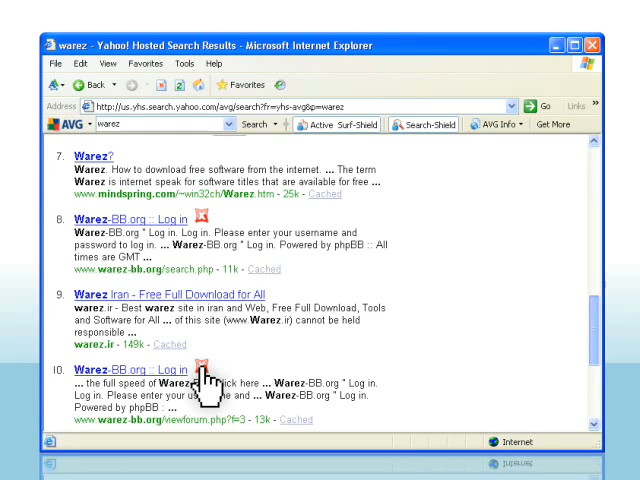 warez - Yahoo! Hosted Search Results - Microsoft Internet Explorer
File Edit View Favorites Tools Help
Back Favorites
Address http://us.yhs.search.yahoo.com/avg/search?fr=yhs-avg&p=warez Go Links »
AVG warez Search Active Surf-Shield Search-Shield AVG Info Get More
7. Warez?
Warez. How to download free software from the internet. ... The term
Warez is internet speak for software titles that are available for free ...
www.mindspring.com/~win32ch/Warez.htm - 25k - Cached
8. Warez-BB.org :: Log in
Warez-BB.org " Log in. Log in. Please enter your username and
password to log in. ... Warez-BB.org " Log in. Powered by phpBB :: All
times are GMT ...
www.warez-bb.org/search.php - 11k - Cached
9. Warez Iran - Free Full Download for All
warez.ir - Best warez site in iran and Web, Free Full Download, Tools
and Software for All ... of this site (www.Warez.ir) cannot be held
responsible ...
warez.ir - 149k - Cached
10. Warez-BB.org :: Log in
... the full speed of Warez- click here ... Warez-BB.org " Log in.
Log in. Please enter your and ... Warez-BB.org " Log in.
Powered by phpBB : ...
www.warez-bb.org/viewforum.php?f=3 - 13k - Cached
Internet
Internet